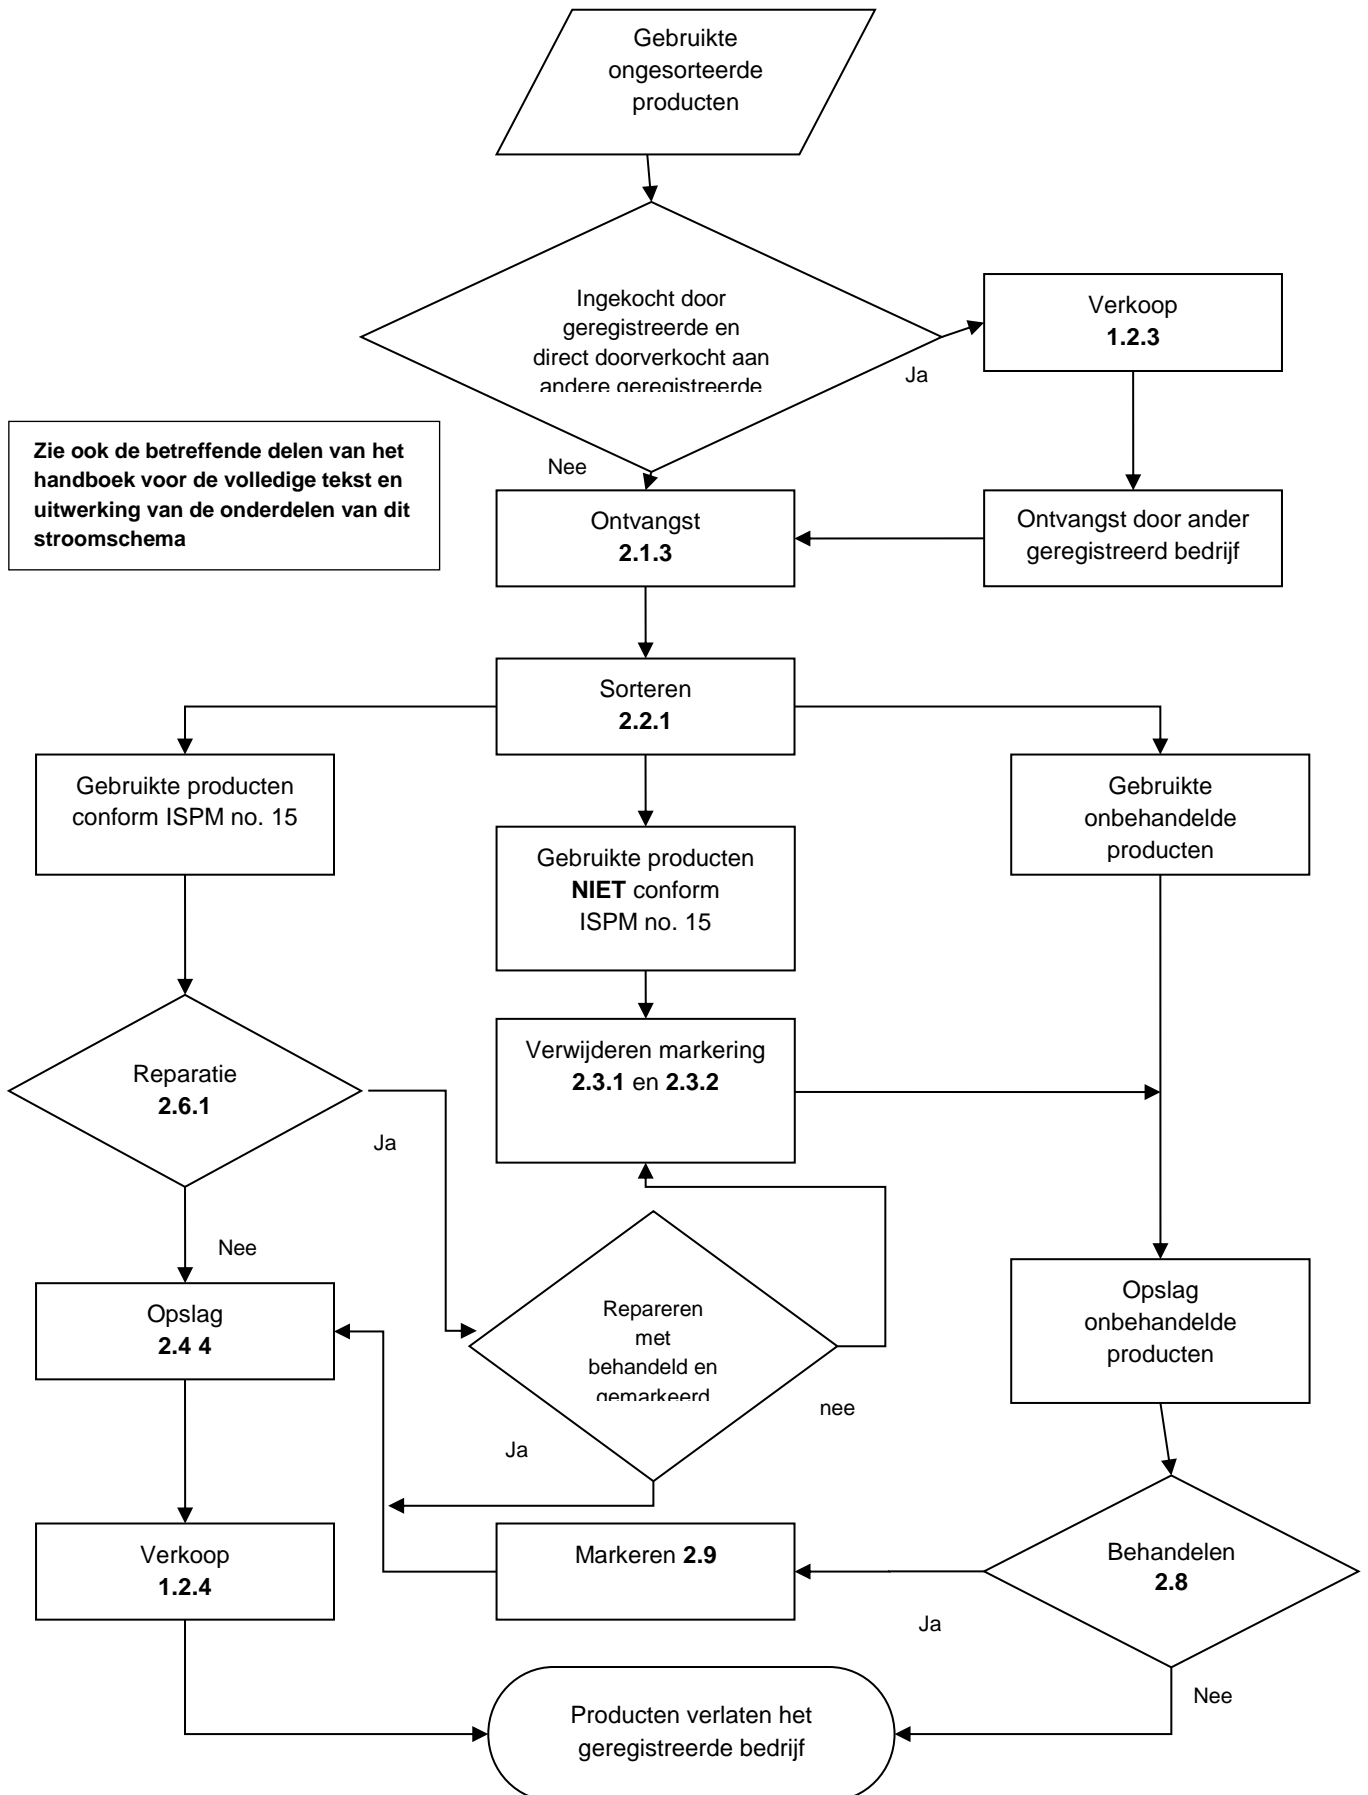 Gebruikte
ongesorteerde
producten
Ingekocht door
geregistreerde en
direct doorverkocht aan
andere geregistreerde
Ja
Verkoop
1.2.3
Zie ook de betreffende delen van het
handboek voor de volledige tekst en
uitwerking van de onderdelen van dit
stroomschema
Nee
Ontvangst
2.1.3
Ontvangst door ander
geregistreerd bedrijf
Sorteren
2.2.1
Gebruikte producten
conform ISPM no. 15
Gebruikte producten
NIET conform
ISPM no. 15
Gebruikte
onbehandelde
producten
Verwijderen markering
2.3.1 en 2.3.2
Reparatie
2.6.1
Ja
Nee
Opslag
2.4 4
Repareren
met
behandeld en
gemarkeerd
nee
Ja
Opslag
onbehandelde
producten
Verkoop
1.2.4
Markeren 2.9
Behandelen
2.8
Ja
Nee
Producten verlaten het
geregistreerde bedrijf